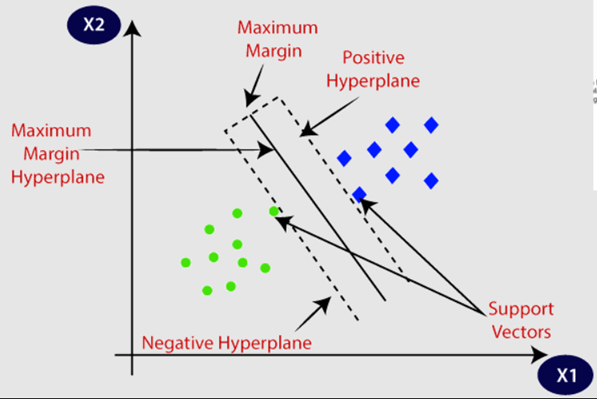 X2
Maximum
Margin
Positive
Hyperplane
Maximum
Margin
Hyperplane
Support
Vectors
Negative Hyperplane
X1